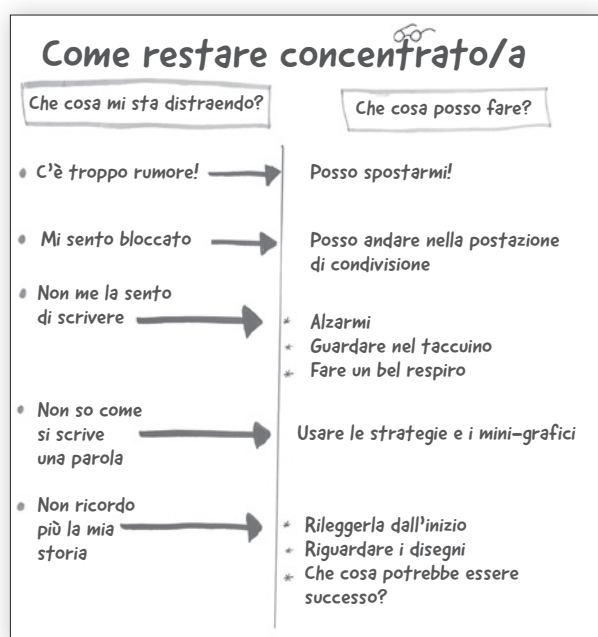 Come restare concentrato/a
Che cosa mi sta distraendo?
Che cosa posso fare?
C'è troppo rumore!
Posso spostarmi!
Mi sento bloccato
Posso andare nella postazione
di condivisione
Non me la sento
di scrivere
* Alzarmi
* Guardare nel taccuino
* Fare un bel respiro
Non so come
si scrive
una parola
Usare le strategie e i mini-grafici
Non ricordo
più la mia
storia
* Rileggerla dall'inizio
* Riguardare i disegni
* Che cosa potrebbe essere
successo?